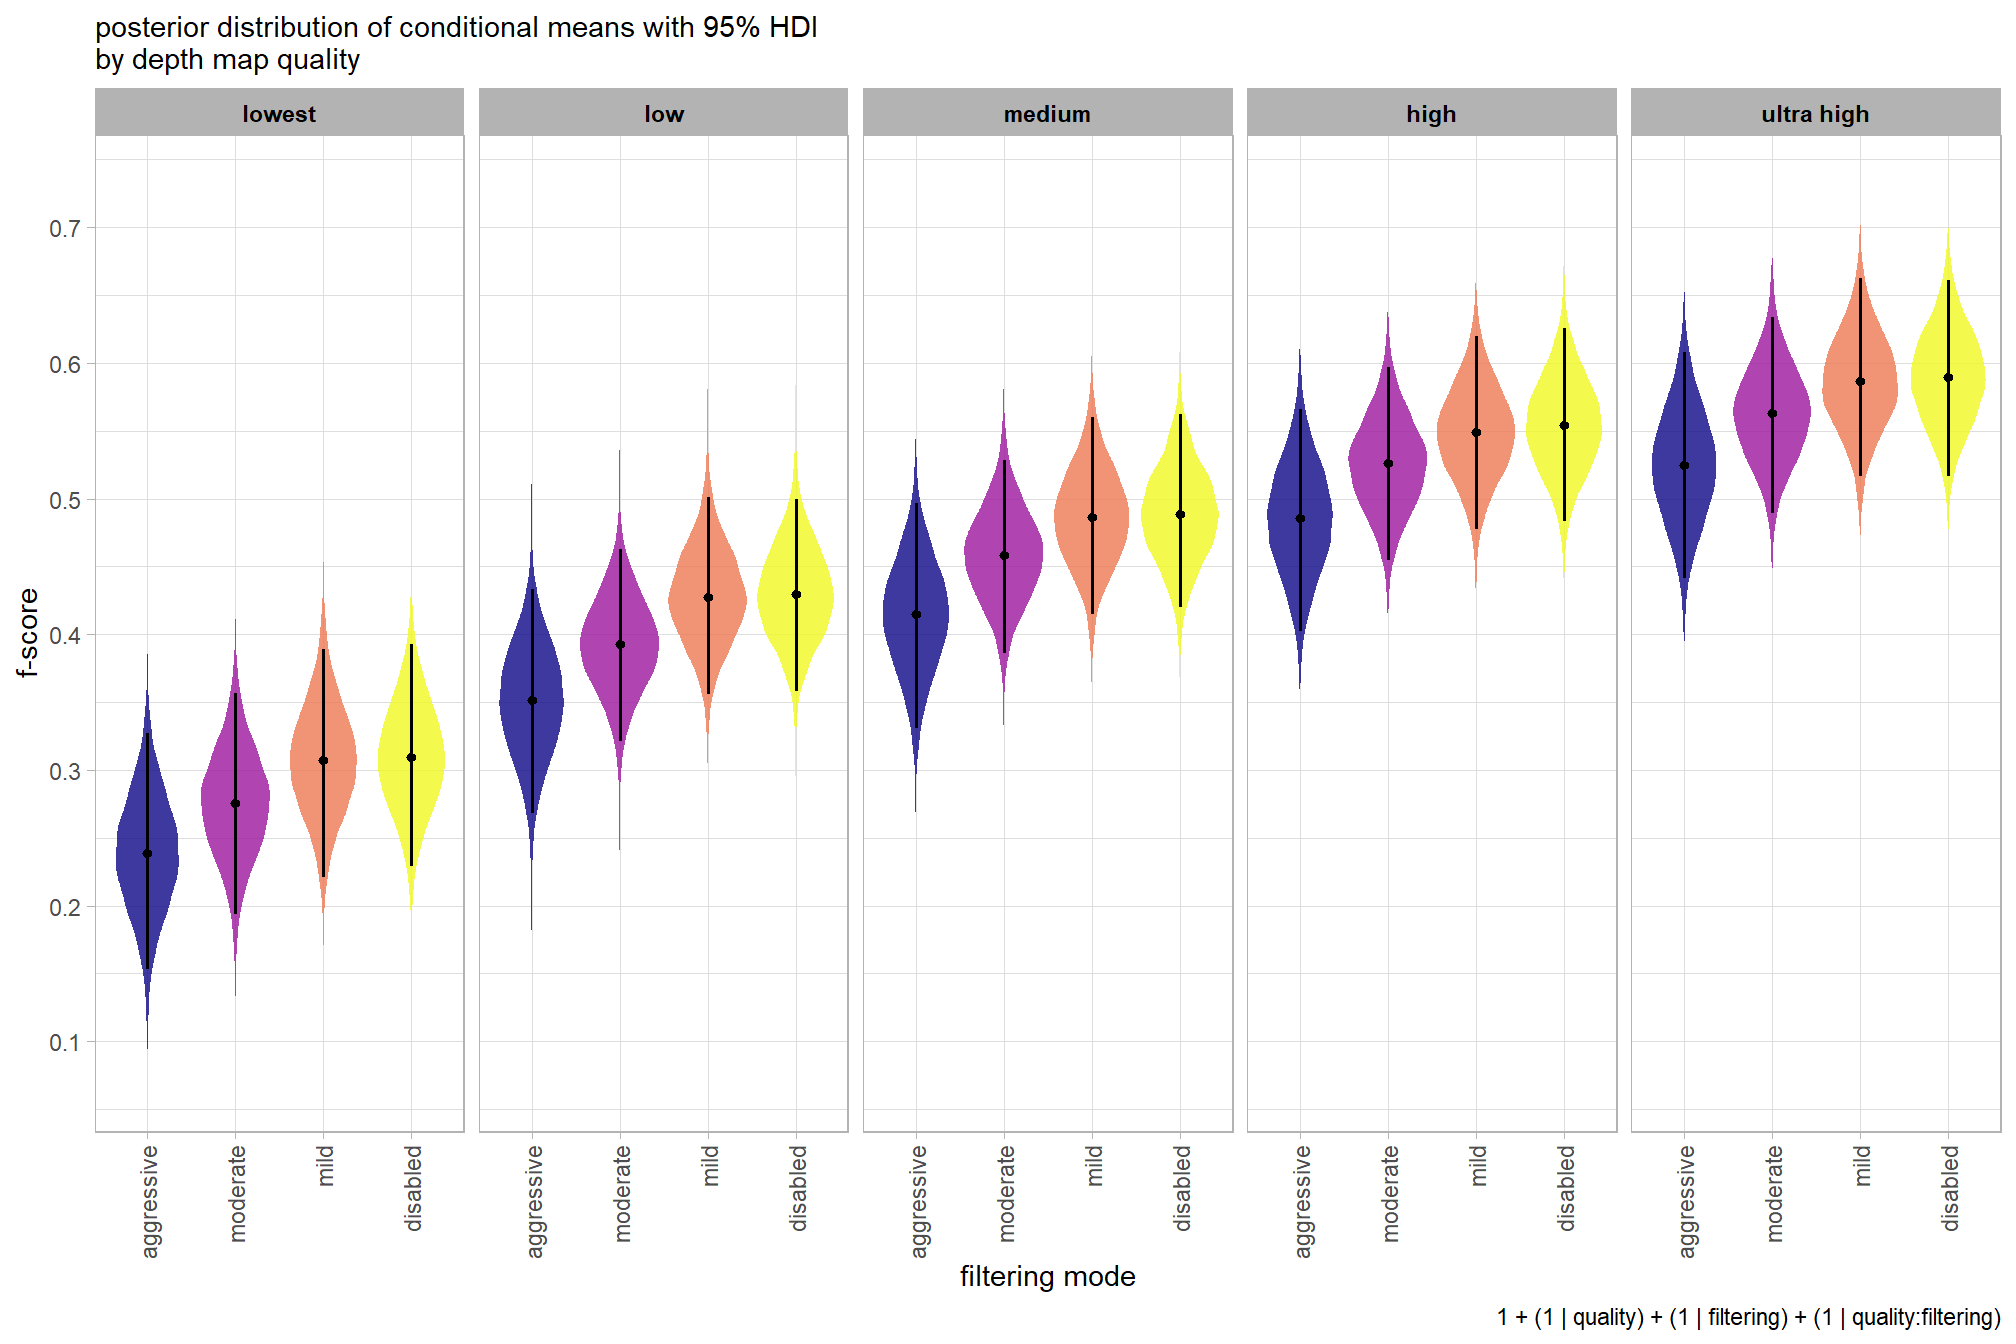 posterior distribution of conditional means with 95% HDI
by depth map quality
lowest
low
medium
high
ultra high
f-score
0.7
0.6
0.5
0.4
0.3
0.2
0.1
aggressive
moderate
mild
disabled
aggressive
moderate
mild
disabled
aggressive
moderate
mild
disabled
aggressive
moderate
mild
disabled
aggressive
moderate
mild
disabled
filtering mode
1 + (1 | quality) + (1 | filtering) + (1 | quality:filtering)